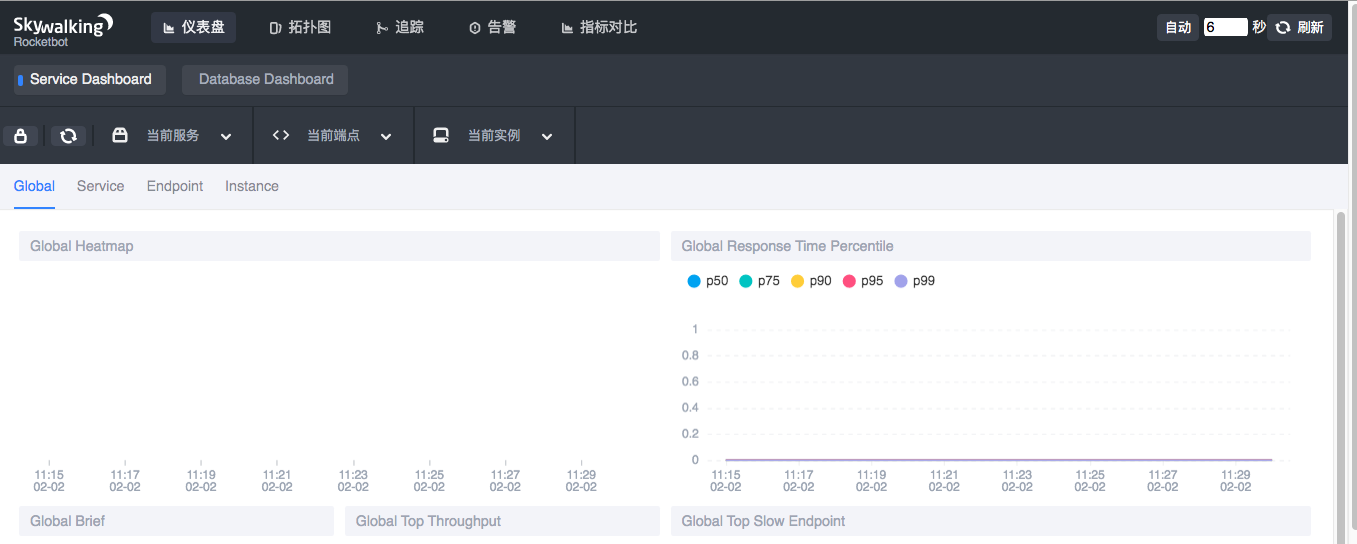 Skywalking
Rocketbot
仪表盘 拓扑图 追踪 告警 指标对比 自动 6 秒 刷新
Service Dashboard Database Dashboard
当前服务 当前端点 当前实例
Global Service Endpoint Instance
Global Heatmap
Global Response Time Percentile
p50 p75 p90 p95 p99
1
0.8
0.6
0.4
0.2
0
11:15 11:17 11:19 11:21 11:23 11:25 11:27 11:29
02-02 02-02 02-02 02-02 02-02 02-02 02-02 02-02
11:15 11:17 11:19 11:21 11:23 11:25 11:27 11:29
02-02 02-02 02-02 02-02 02-02 02-02 02-02 02-02
Global Brief Global Top Throughput Global Top Slow Endpoint